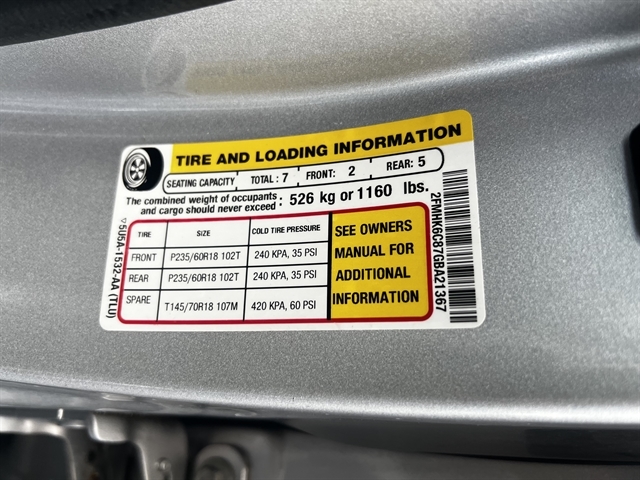 TIRE AND LOADING INFORMATION
SEATING CAPACITY TOTAL : 7 FRONT: 2 REAR: 5
The combined weight of occupants and cargo should never exceed : 526 kg or 1160 lbs.
TIRE SIZE COLD TIRE PRESSURE
FRONT P235/60R18 102T 240 KPA, 35 PSI
REAR P235/60R18 102T 240 KPA, 35 PSI
SPARE T145/70R18 107M 420 KPA, 60 PSI
SEE OWNERS
MANUAL FOR
ADDITIONAL
INFORMATION
5U5A-1532-AA (TL0)
2FMHK6C87GBA21367